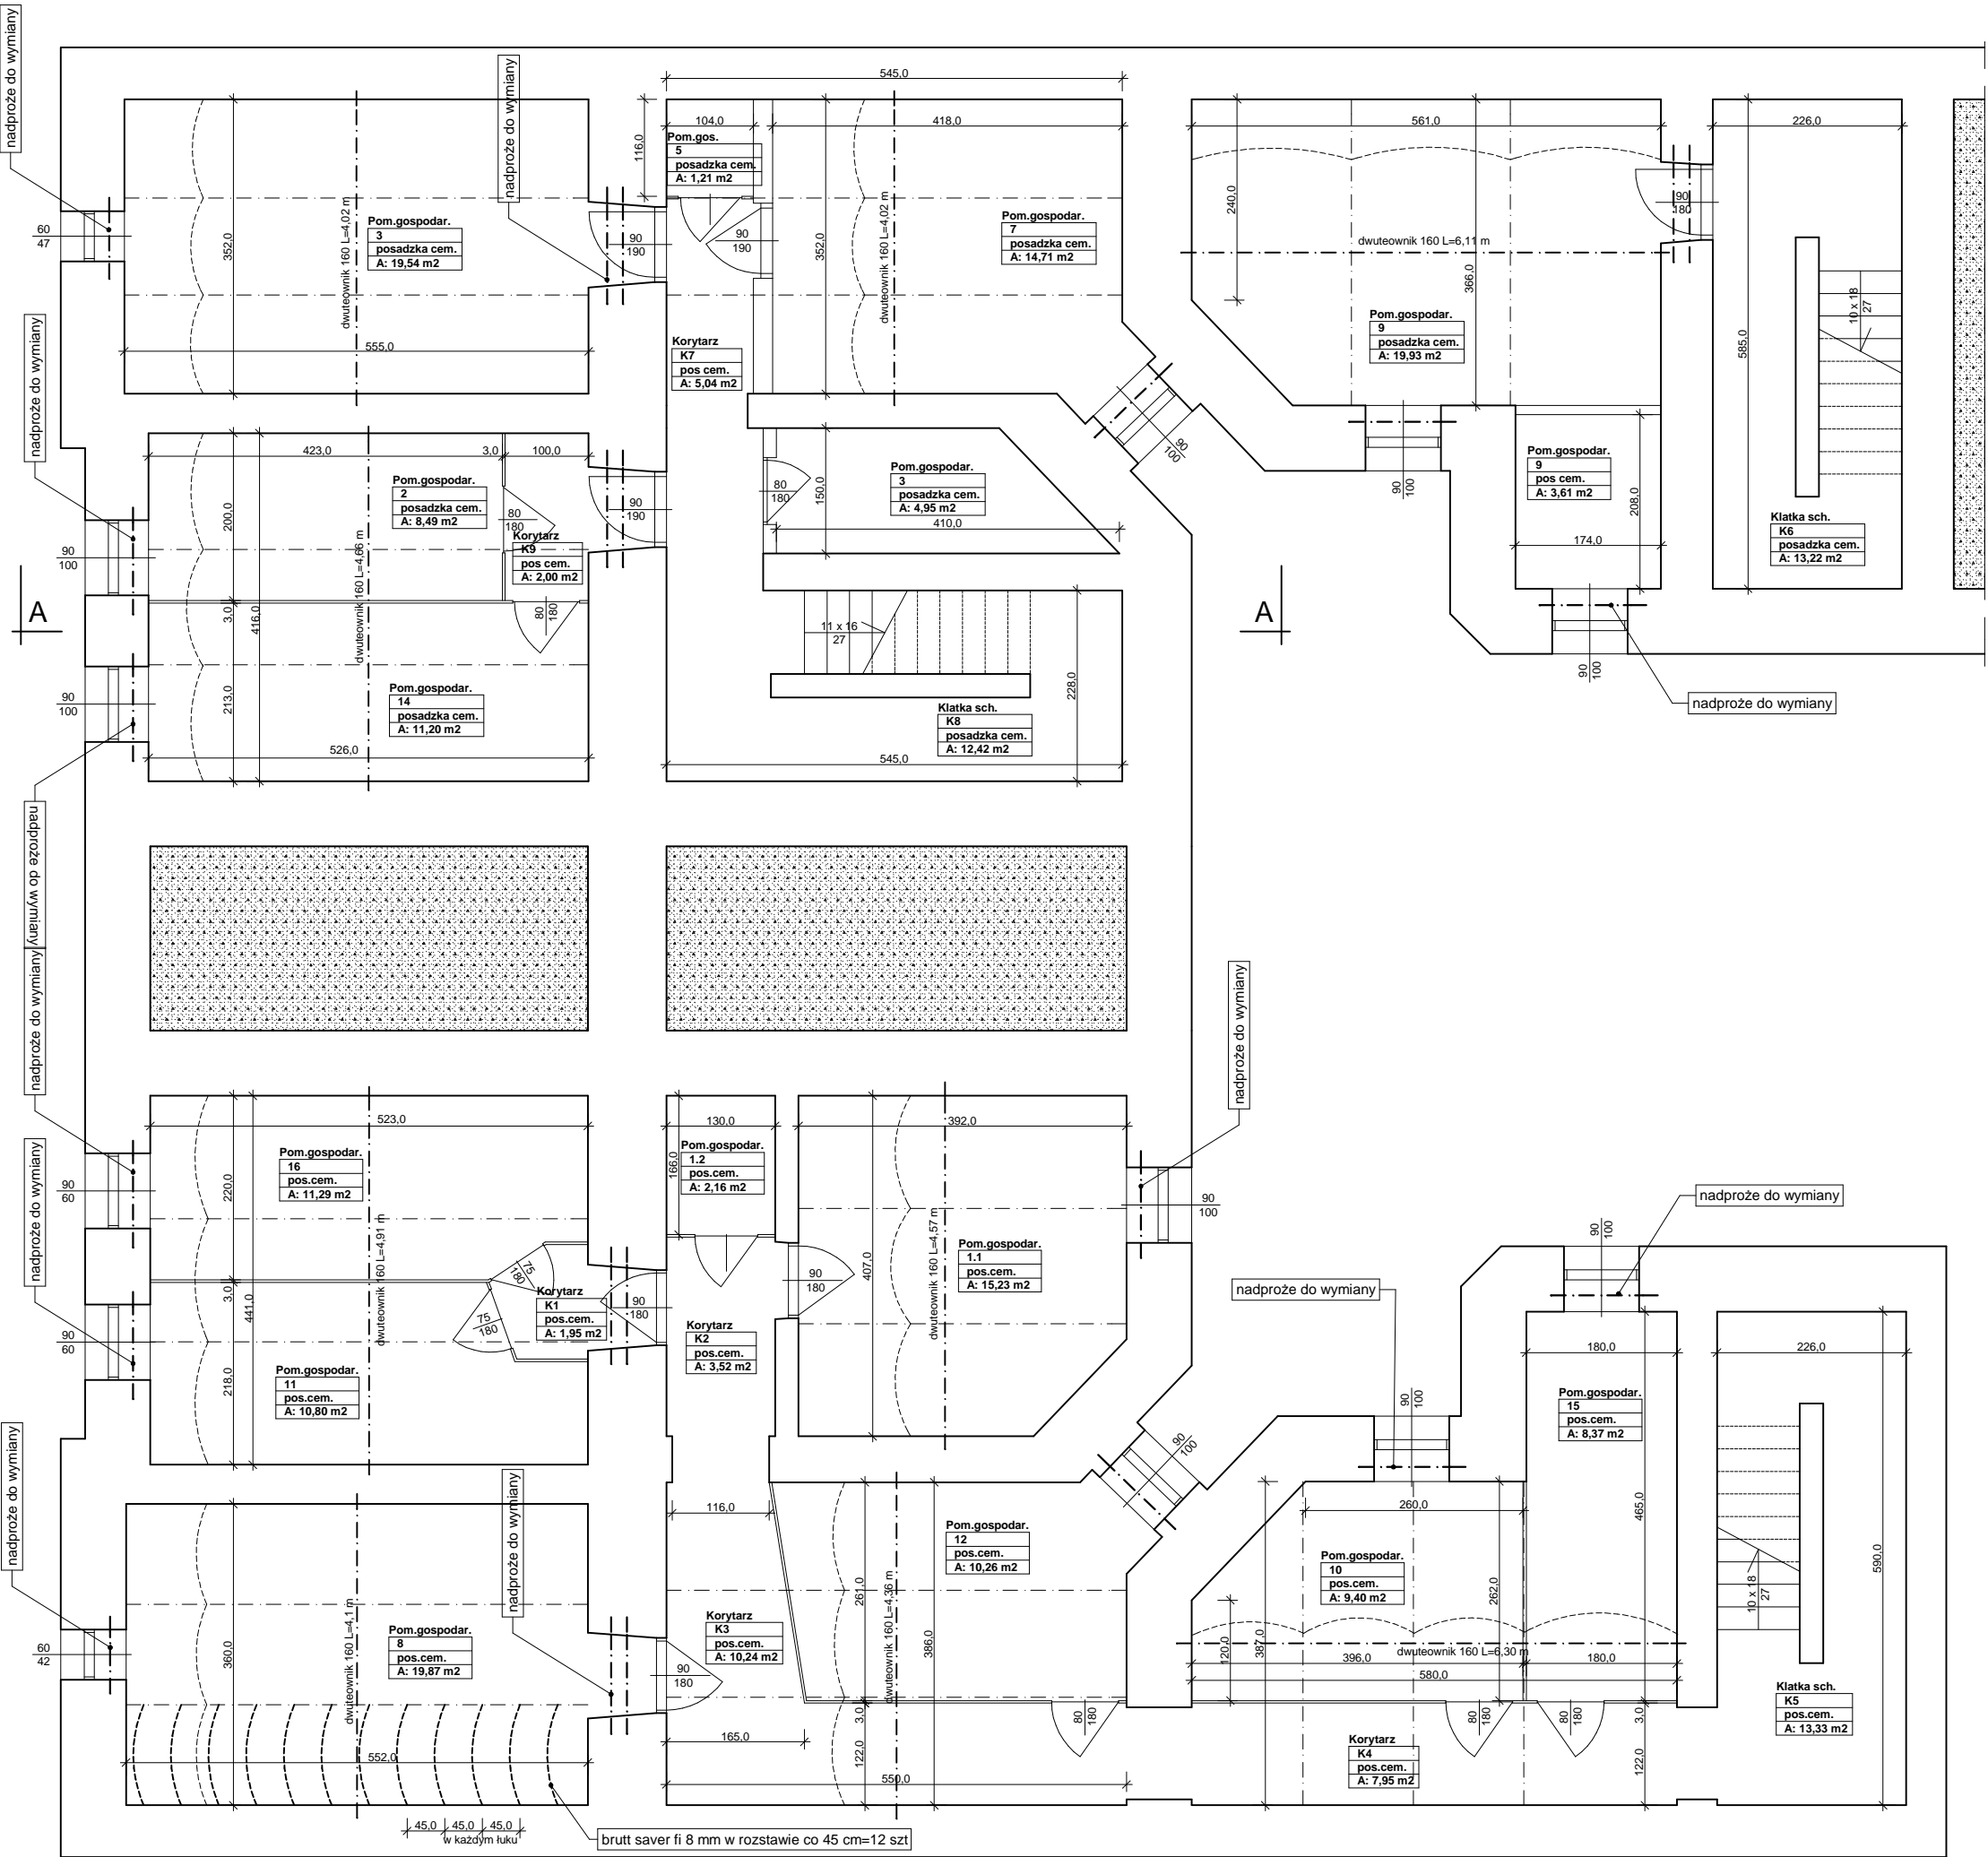 nadproże do wymiany
nadproże do wymiany
545,0
104,0
418,0
561,0
226,0
116,0
Pom.gos.
5
posadzka cem.
A: 1,21 m2
352,0
dwuteownik 160 L=4,02 m
Pom.gospodar.
3
posadzka cem.
A: 19,54 m2
60
47
90
190
90
190
352,0
dwuteownik 160 L=4,02 m
Pom.gospodar.
7
posadzka cem.
A: 14,71 m2
240,0
dwuteownik 160 L=6,11 m
366,0
90
180
10 x 18
27
555,0
Korytarz
K7
pos cem.
A: 5,04 m2
Pom.gospodar.
9
posadzka cem.
A: 19,93 m2
585,0
nadproże do wymiany
423,0
3,0
100,0
Pom.gospodar.
2
posadzka cem.
A: 8,49 m2
200,0
80
180
90
190
Korytarz
K9
pos cem.
A: 2,00 m2
80
180
150,0
Pom.gospodar.
3
posadzka cem.
A: 4,95 m2
410,0
90
100
90
100
Pom.gospodar.
9
pos cem.
A: 3,61 m2
208,0
174,0
Klatka sch.
K6
posadzka cem.
A: 13,22 m2
90
100
A
3,0
416,0
dwuteownik 160 L=4,66 m
80
180
11 x 16
27
A
90
100
nadproże do wymiany
90
100
213,0
Pom.gospodar.
14
posadzka cem.
A: 11,20 m2
526,0
228,0
Klatka sch.
K8
posadzka cem.
A: 12,42 m2
545,0
nadproże do wymiany
nadproże do wymiany
nadproże do wymiany
523,0
130,0
392,0
Pom.gospodar.
16
pos.cem.
A: 11,29 m2
220,0
90
60
166,0
Pom.gospodar.
1.2
pos.cem.
A: 2,16 m2
90
100
nadproże do wymiany
3,0
441,0
dwuteownik 160 L=4,91 m
75
180
75
180
Korytarz
K1
pos.cem.
A: 1,95 m2
90
180
90
180
407,0
dwuteownik 160 L=4,57 m
Pom.gospodar.
1.1
pos.cem.
A: 15,23 m2
Korytarz
K2
pos.cem.
A: 3,52 m2
90
60
218,0
Pom.gospodar.
11
pos.cem.
A: 10,80 m2
nadproże do wymiany
90
100
nadproże do wymiany
180,0
226,0
90
100
Pom.gospodar.
15
pos.cem.
A: 8,37 m2
nadproże do wymiany
nadproże do wymiany
90
100
116,0
261,0
386,0
dwuteownik 160 L=4,36 m
Pom.gospodar.
12
pos.cem.
A: 10,26 m2
260,0
465,0
Pom.gospodar.
10
pos.cem.
A: 9,40 m2
262,0
120,0
387,0
10 x 18
27
590,0
60
42
360,0
dwuteownik 160 L=4,1 m
Pom.gospodar.
8
pos.cem.
A: 19,87 m2
90
180
Korytarz
K3
pos.cem.
A: 10,24 m2
dwuteownik 160 L=6,30 m
396,0
180,0
580,0
Klatka sch.
K5
pos.cem.
A: 13,33 m2
165,0
3,0
122,0
80
180
80
180
80
180
3,0
122,0
552,0
550,0
Korytarz
K4
pos.cem.
A: 7,95 m2
45,0
45,0
45,0
w każdym łuku
brutt saver fi 8 mm w rozstawie co 45 cm=12 szt